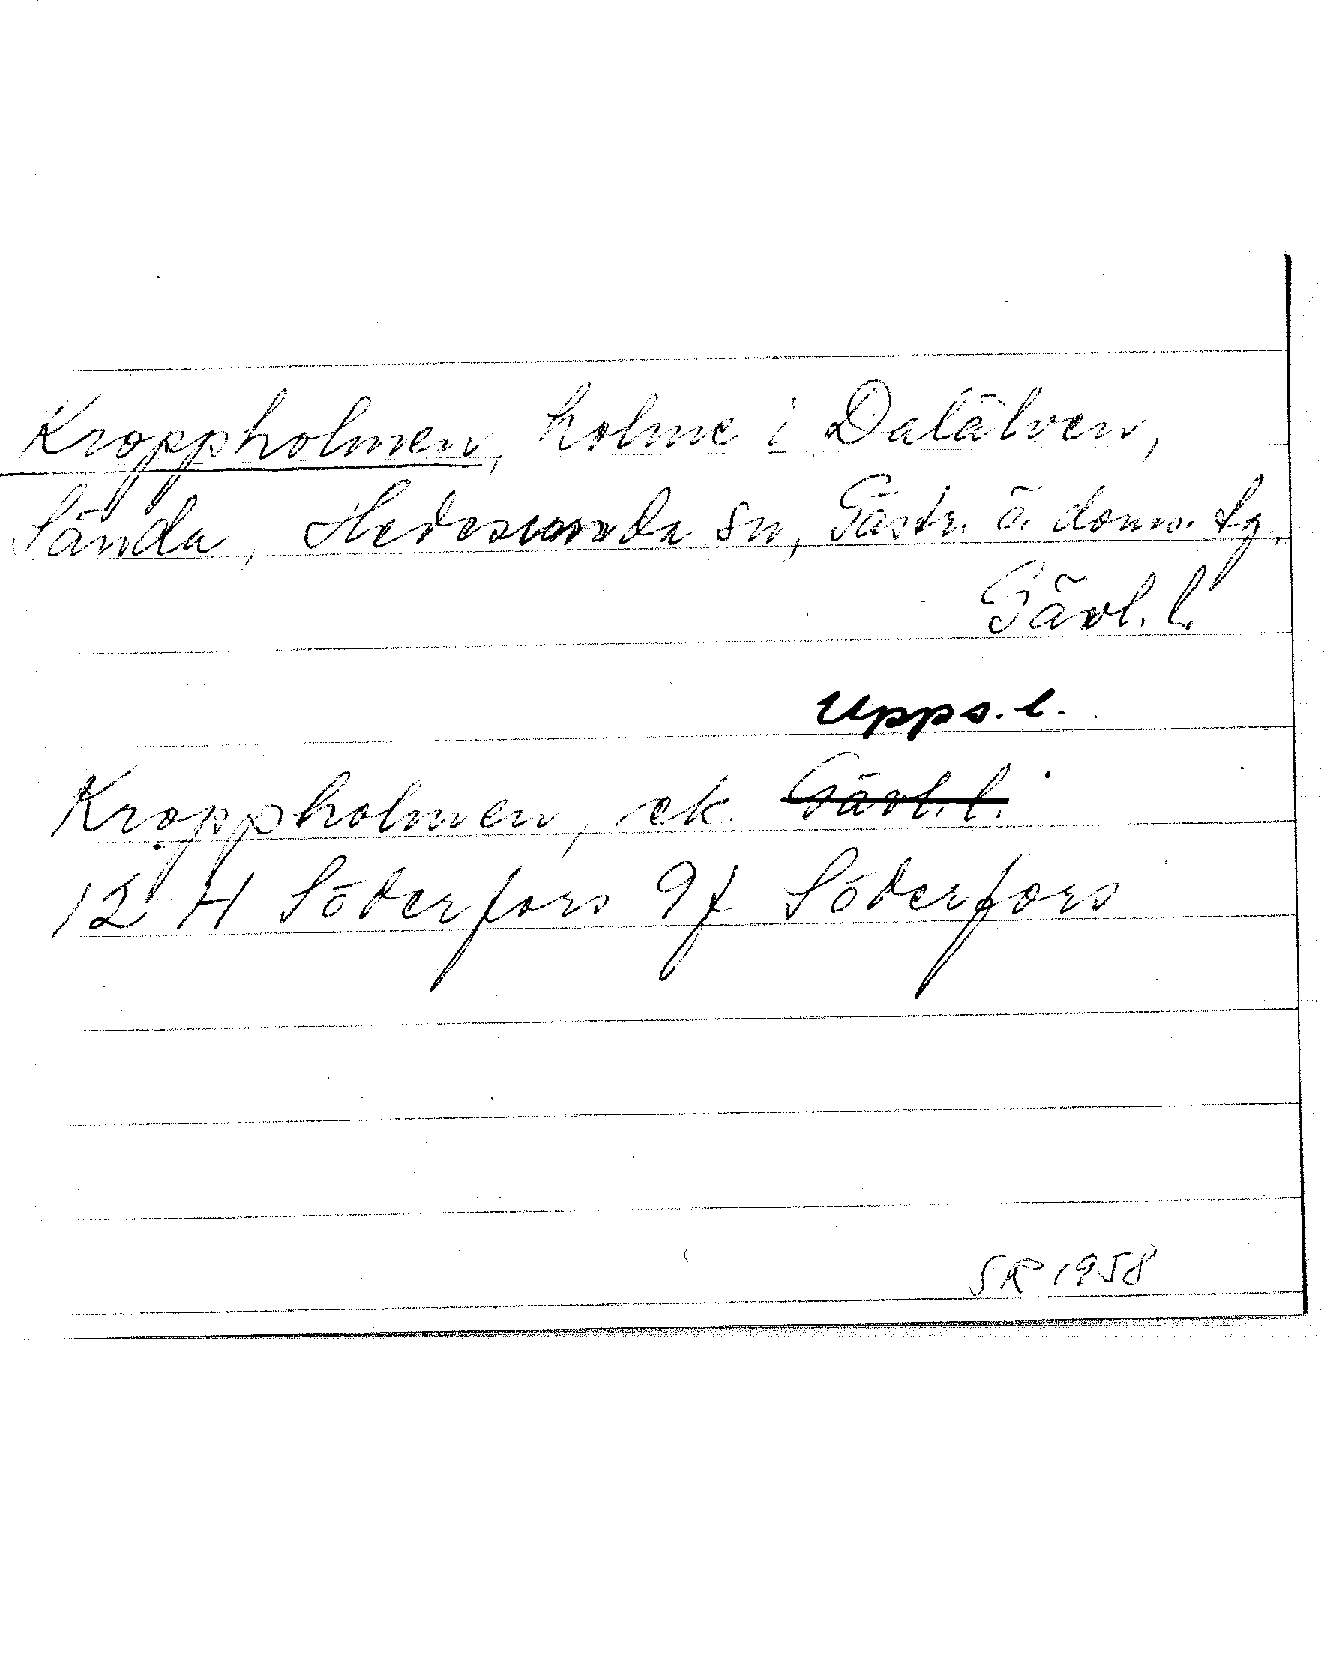 Kroppholmen, holme i Dalälven,
Sända, Hedesunda sn, Gästr. ö. doms. tg.
Gävl. l.
Upps. l.
Kroppholmen, ek. Gävl. l.
12 H Söderfors 9f Söderfors
SR 1958